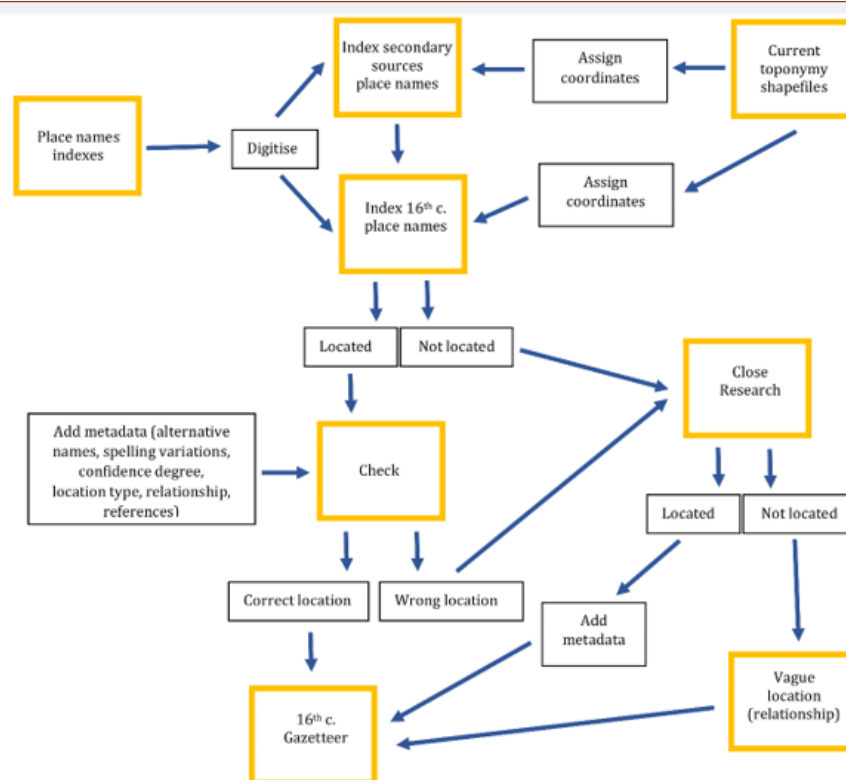 Index secondary
sources
place names
Assign
coordinates
Current
toponymy
shapefiles
Place names
indexes
Digitise
Index 16th c.
place names
Assign
coordinates
Located
Not located
Close
Research
Add metadata (alternative
names, spelling variations,
confidence degree,
location type, relationship,
references)
Check
Located
Not located
Correct location
Wrong location
Add
metadata
Vague
location
(relationship)
16th c.
Gazetteer